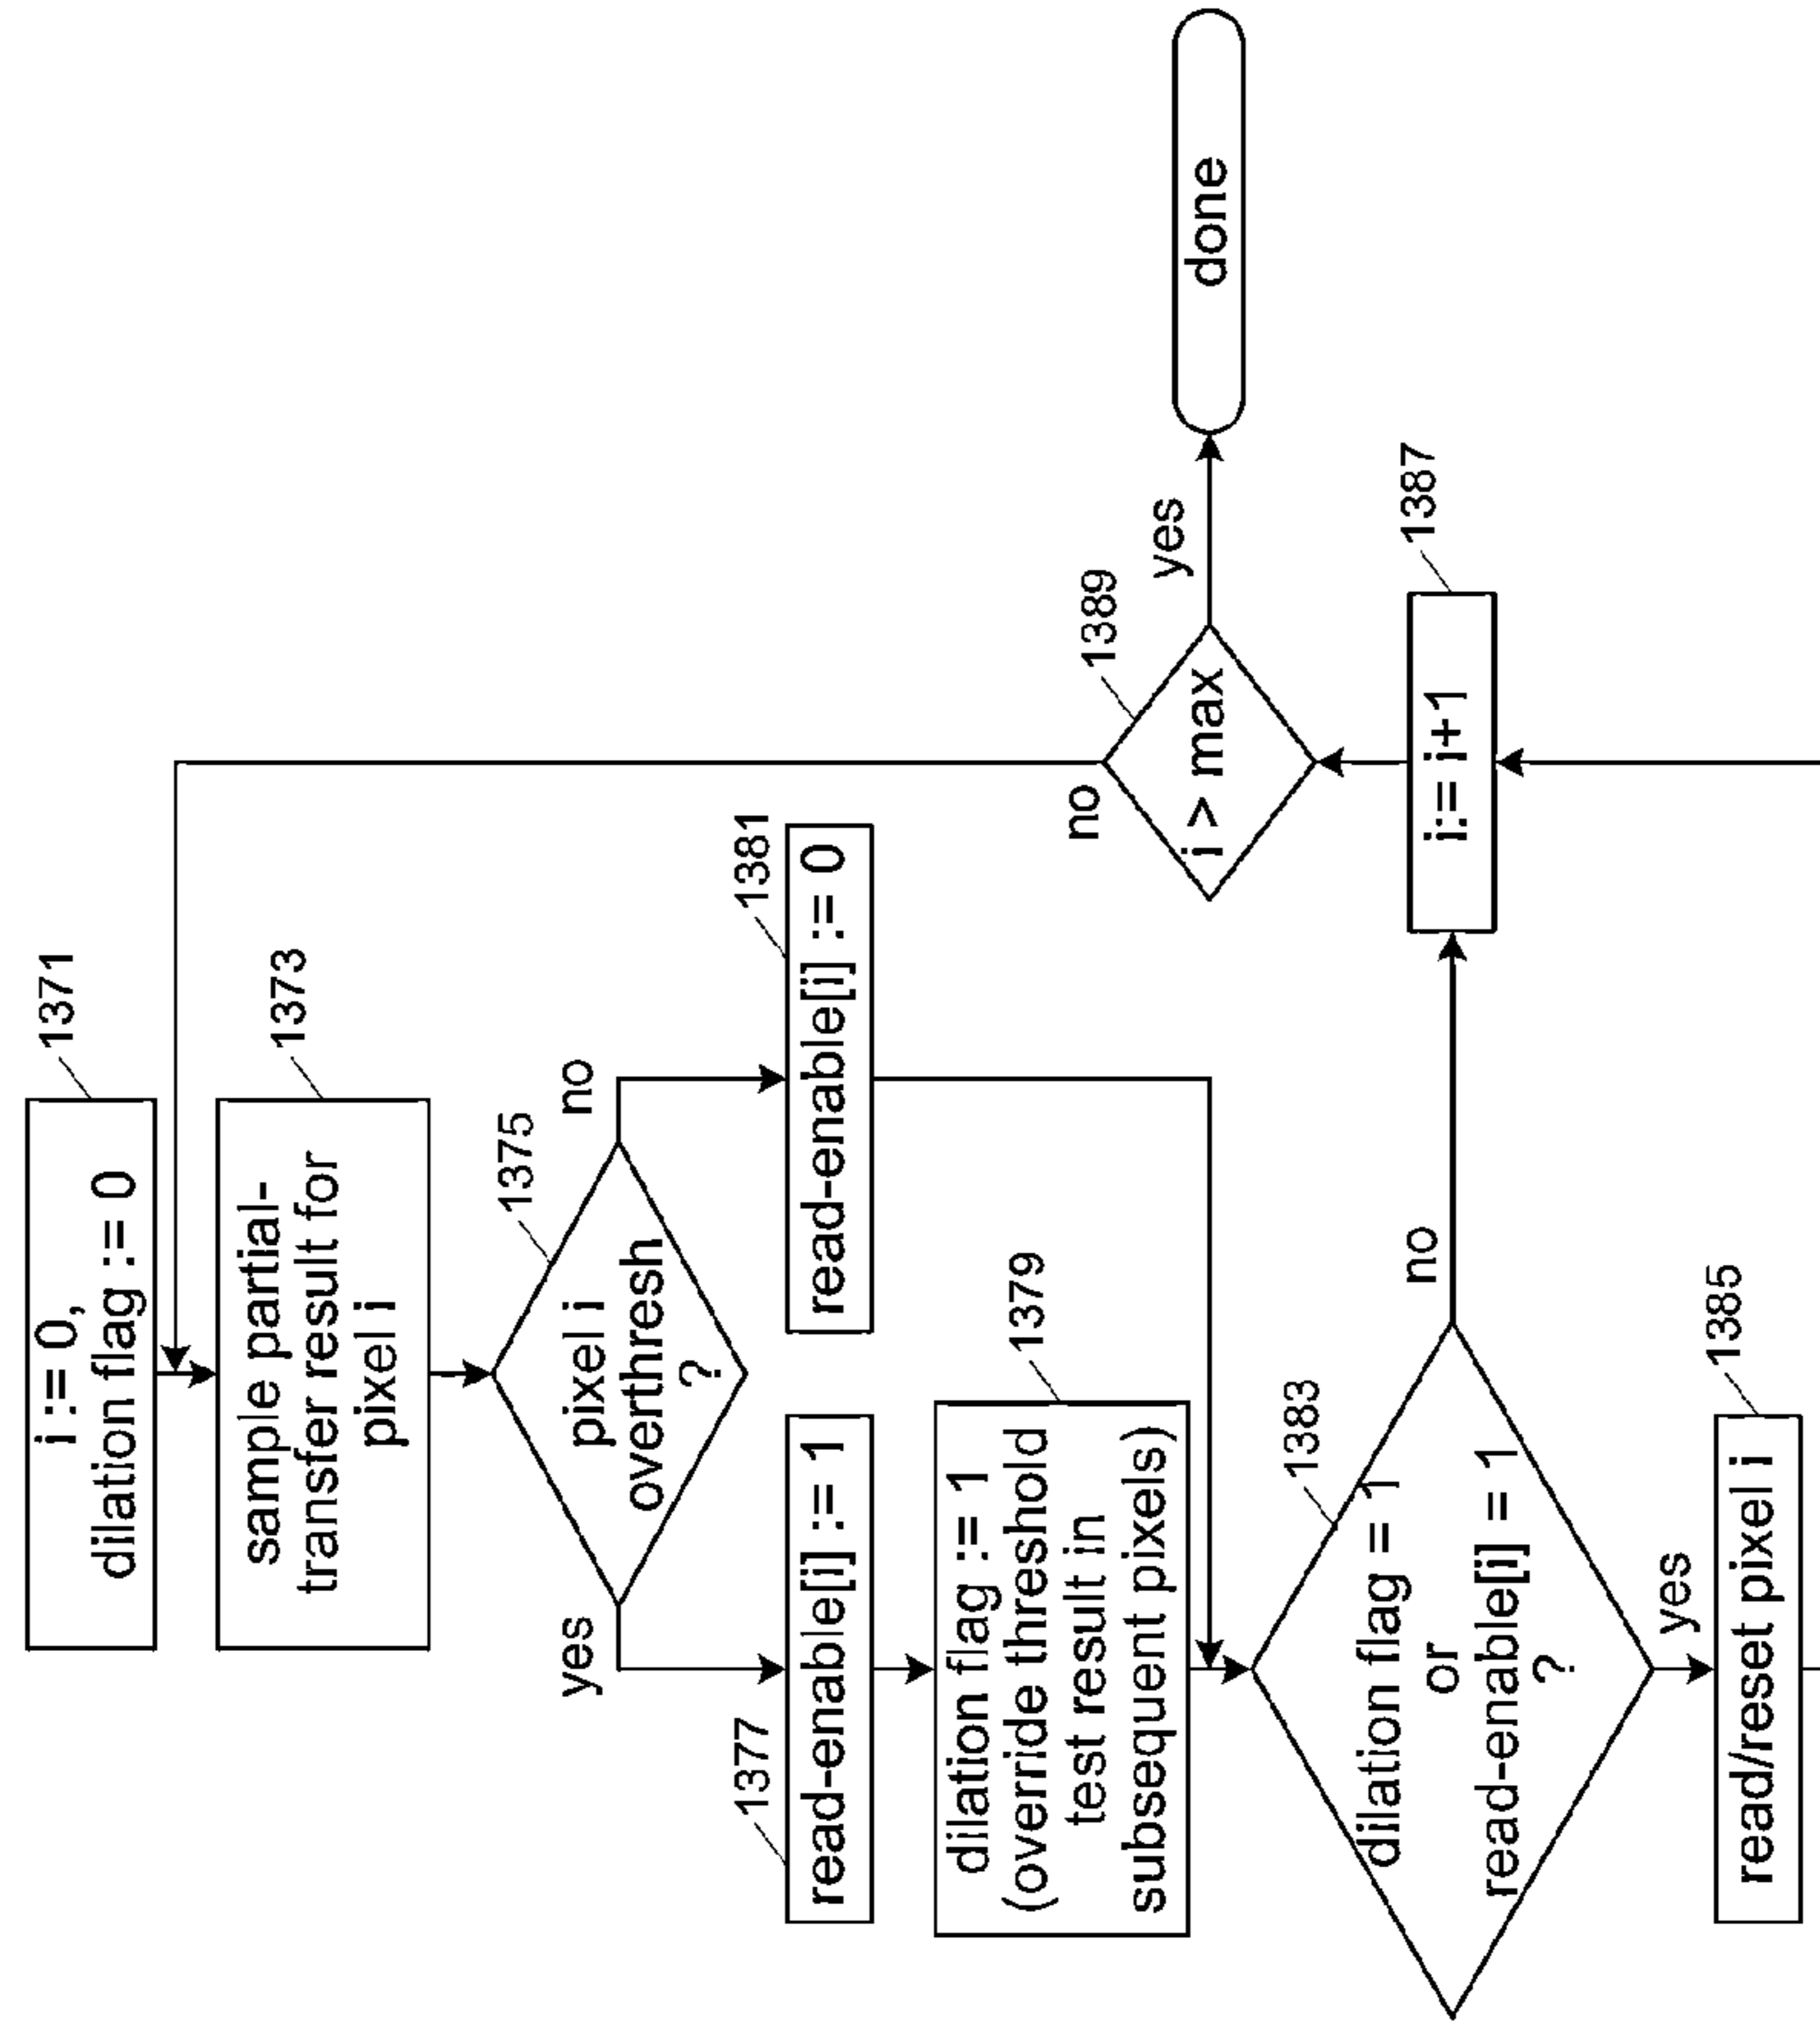 i := 0,
dilation flag := 0
1371
sample partial-
transfer result for
pixel i
1373
pixel i
overthresh
?
1375
yes
no
1377
read-enable[i] := 1
read-enable[i] := 0
1381
dilation flag := 1
(override threshold
test result in
subsequent pixels)
1379
dilation flag = 1
or
read-enable[i] = 1
?
1383
no
yes
read/reset pixel i
1385
i:= i+1
1387
i > max
1389
no
yes
done